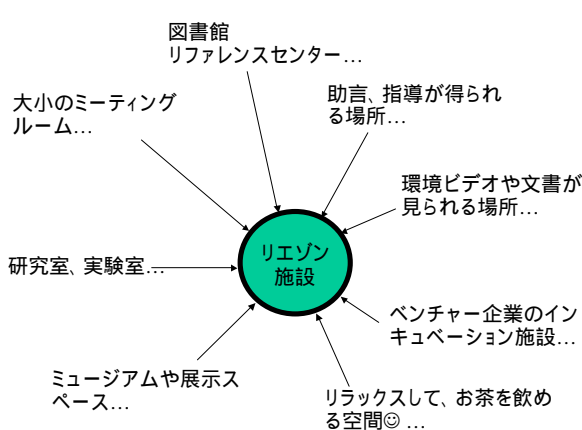 図書館
リファレンスセンター…
大小のミーティング
ルーム…
助言、指導が得られ
る場所…
環境ビデオや文書が
見られる場所…
リエゾン
施設
研究室、実験室…
ベンチャー企業のイン
キュベーション施設…
ミュージアムや展示ス
ペース…
リラックスして、お茶を飲め
る空間☺ …